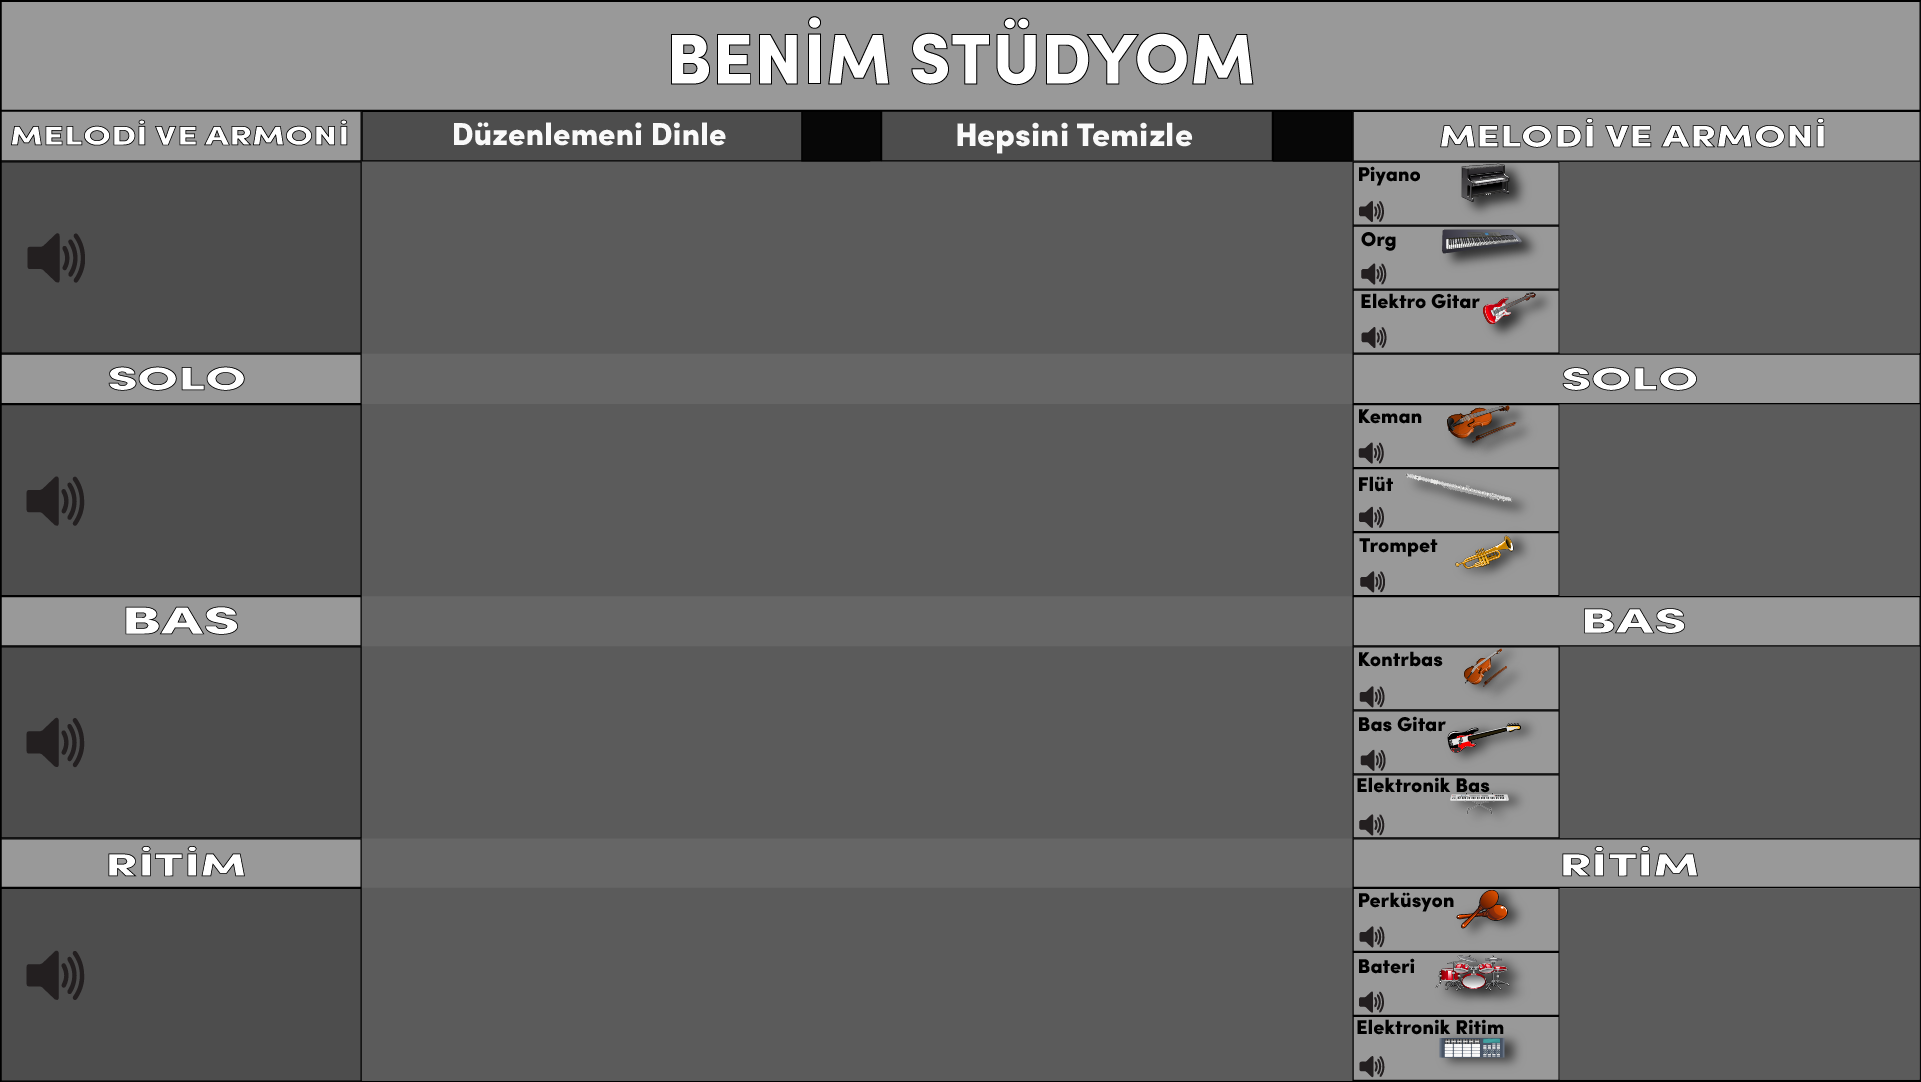 BENİM STÜDYOM
MELODİ VE ARMONİ
Düzenlemeni Dinle
Hepsini Temizle
MELODİ VE ARMONİ
Piyano
Org
Elektro Gitar
SOLO
SOLO
Keman
Flüt
Trompet
BAS
BAS
Kontrbas
Bas Gitar
Elektronik Bas
RİTİM
RİTİM
Perküsyon
Bateri
Elektronik Ritim